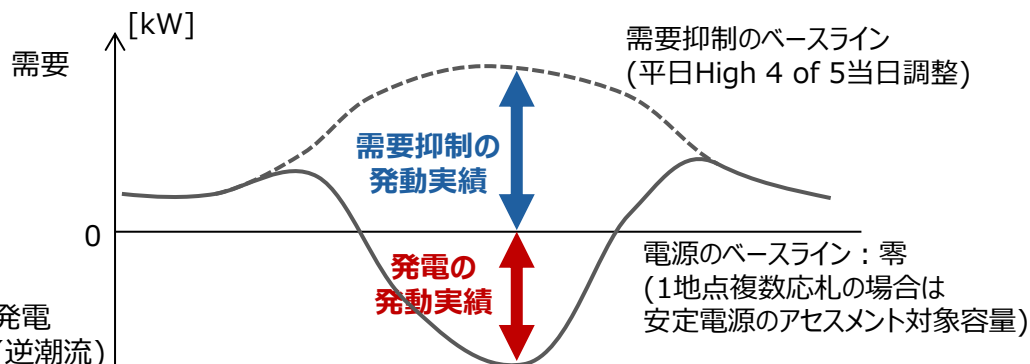 [kW]
需要
需要抑制のベースライン
(平日High 4 of 5当日調整)
需要抑制の
発動実績
0
発電の
発動実績
電源のベースライン：零
(1地点複数応札の場合は
安定電源のアセスメント対象容量)
発電
(逆潮流)